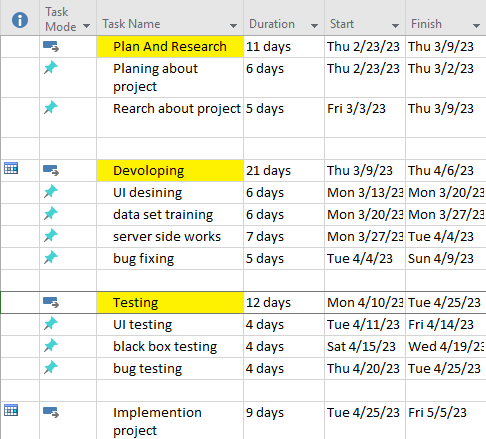 Task Mode Task Name Duration Start Finish
Plan And Research 11 days Thu 2/23/23 Thu 3/9/23
Planing about project 6 days Thu 2/23/23 Thu 3/2/23
Rearch about project 5 days Fri 3/3/23 Thu 3/9/23
Devoloping 21 days Thu 3/9/23 Thu 4/6/23
UI desining 6 days Mon 3/13/23 Mon 3/20/23
data set training 6 days Mon 3/20/23 Mon 3/27/23
server side works 7 days Mon 3/27/23 Tue 4/4/23
bug fixing 5 days Tue 4/4/23 Sun 4/9/23
Testing 12 days Mon 4/10/23 Tue 4/25/23
UI testing 4 days Tue 4/11/23 Fri 4/14/23
black box testing 4 days Sat 4/15/23 Wed 4/19/23
bug testing 4 days Thu 4/20/23 Tue 4/25/23
Implemention project 9 days Tue 4/25/23 Fri 5/5/23